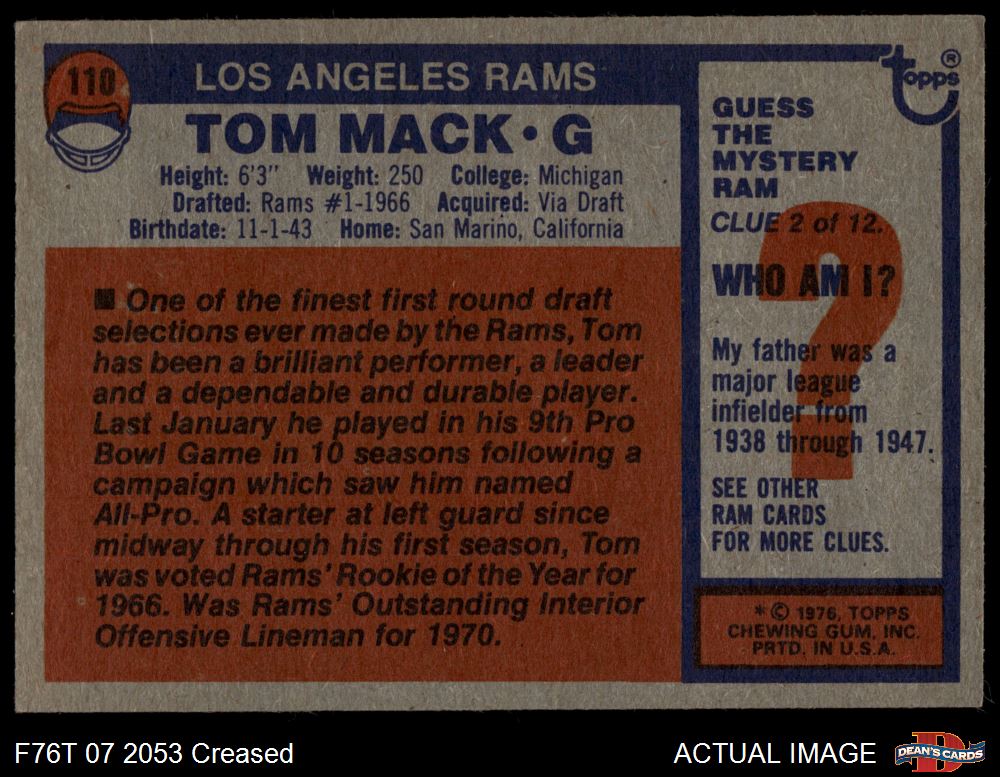 110
LOS ANGELES RAMS
TOM MACK • G
Height: 6'3" Weight: 250 College: Michigan
Drafted: Rams #1-1966 Acquired: Via Draft
Birthdate: 11-1-43 Home: San Marino, California
■ One of the finest first round draft
selections ever made by the Rams, Tom
has been a brilliant performer, a leader
and a dependable and durable player.
Last January he played in his 9th Pro
Bowl Game in 10 seasons following a
campaign which saw him named
All-Pro. A starter at left guard since
midway through his first season, Tom
was voted Rams' Rookie of the Year for
1966. Was Rams' Outstanding Interior
Offensive Lineman for 1970.
topps®
GUESS
THE
MYSTERY
RAM
CLUE 2 of 12.
WHO AM I?
?
My father was a
major league
infielder from
1938 through 1947.
SEE OTHER
RAM CARDS
FOR MORE CLUES.
* © 1976, TOPPS
CHEWING GUM, INC.
PRTD. IN U.S.A.
F76T 07 2053 Creased
ACTUAL IMAGE
D
DEAN'S CARDS